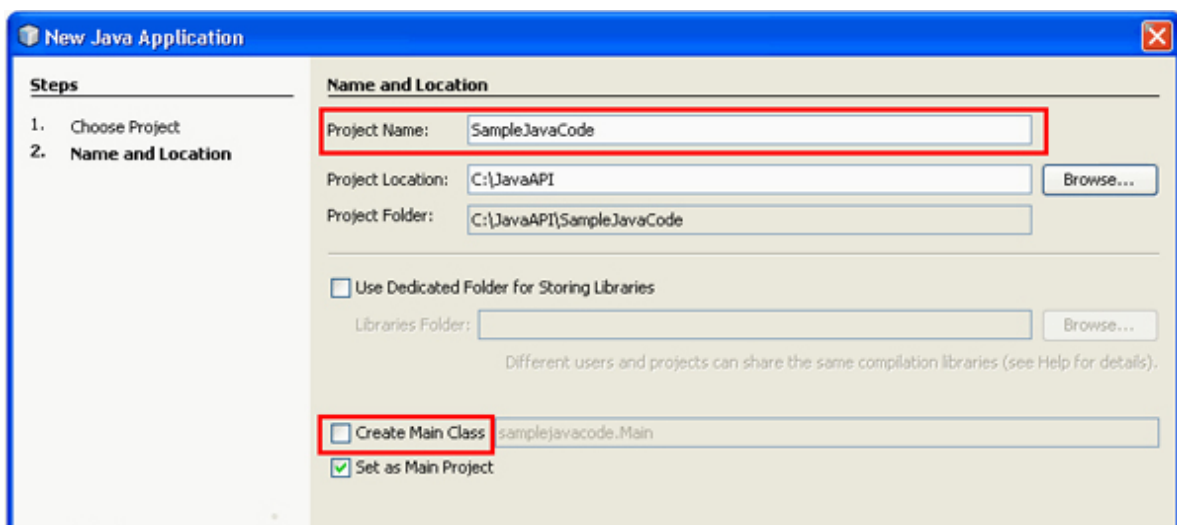 New Java Application
Steps
1. Choose Project
2. Name and Location
Name and Location
Project Name: SampleJavaCode
Project Location: C:\JavaAPI Browse...
Project Folder: C:\JavaAPI\SampleJavaCode
Use Dedicated Folder for Storing Libraries
Libraries Folder: Browse...
Different users and projects can share the same compilation libraries (see Help for details).
Create Main Class samplejavacode.Main
Set as Main Project